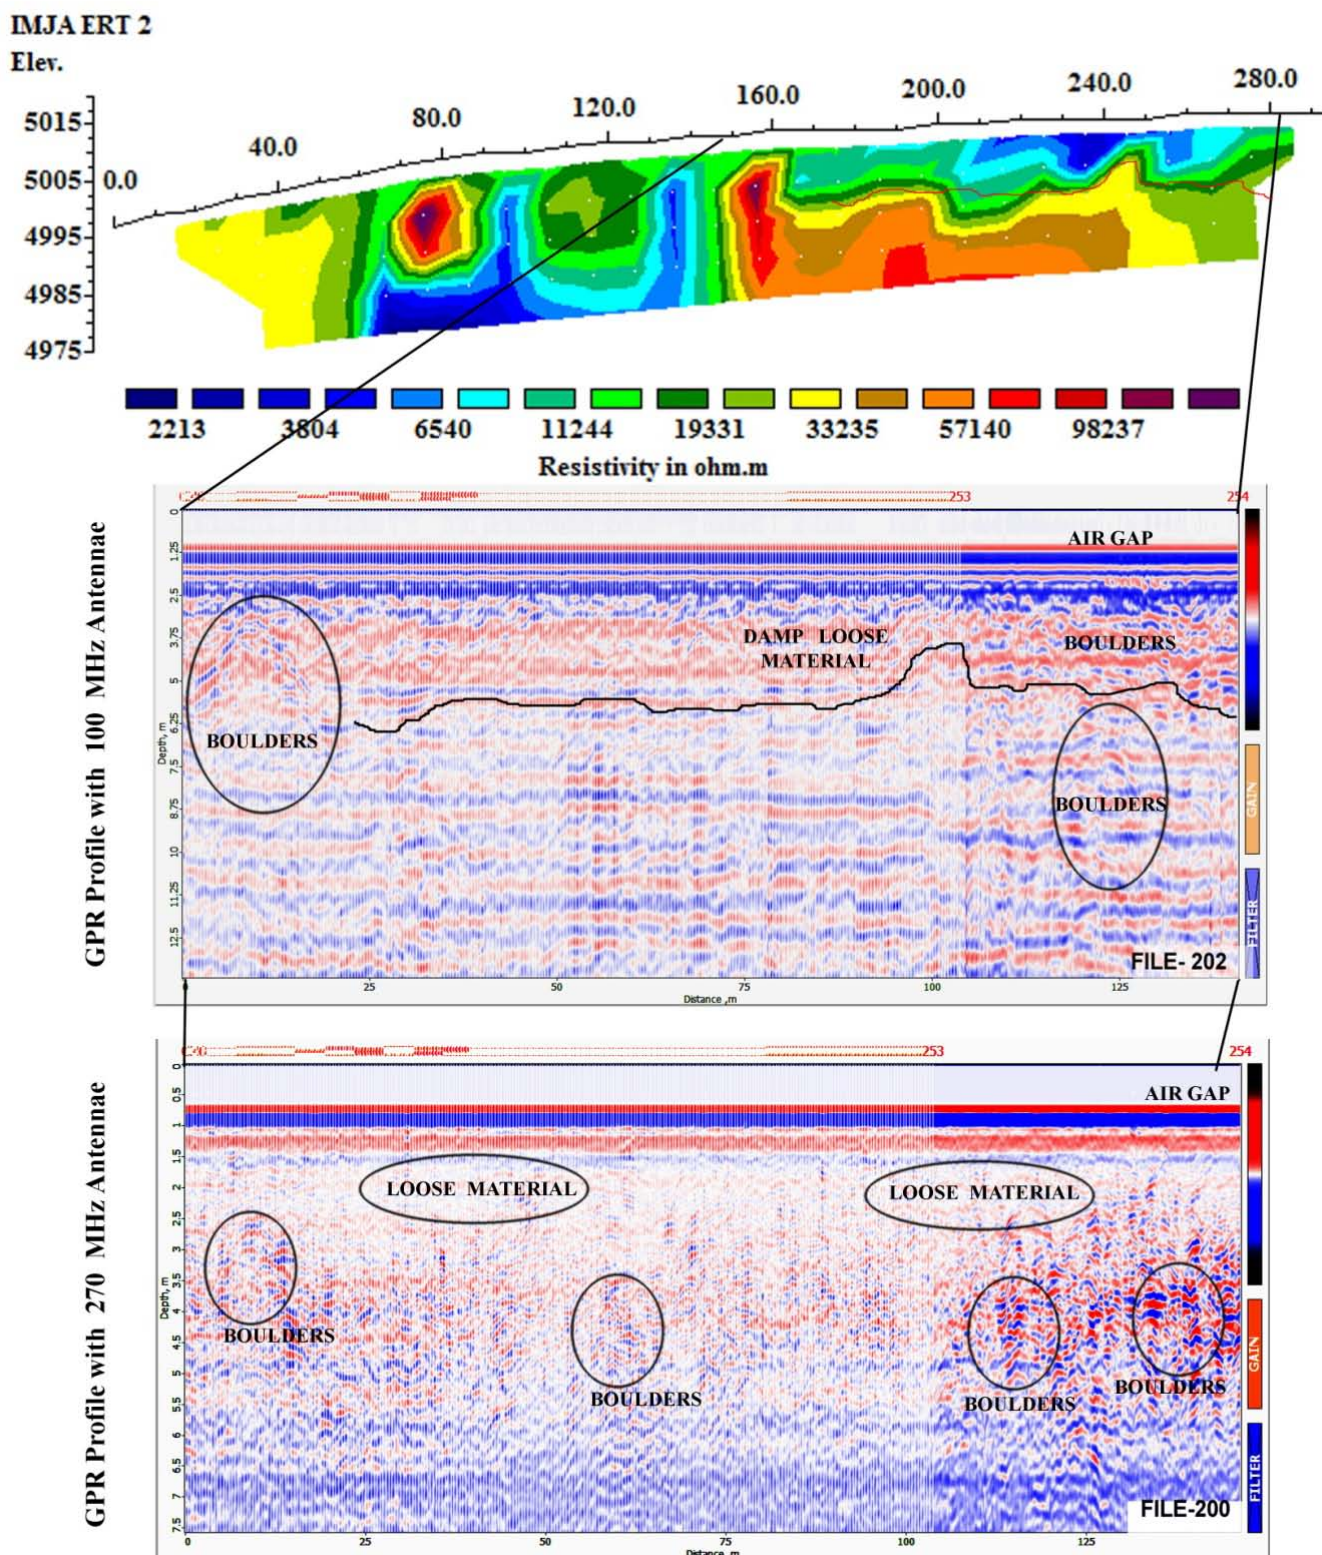 IMJA ERT 2
Elev.
0.0 40.0 80.0 120.0 160.0 200.0 240.0 280.0
5015
5005
4995
4985
4975
2213 3804 6540 11244 19331 33235 57140 98237
Resistivity in ohm.m
GPR Profile with 100 MHz Antennae
253 254
0
1.25
2.5
3.75
5
6.25
7.5
8.75
10
11.25
12.5
Depth, m
AIR GAP
DAMP LOOSE
MATERIAL
BOULDERS
BOULDERS
BOULDERS
GAIN
FILTER
FILE- 202
0 25 50 75 100 125
Distance ,m
GPR Profile with 270 MHz Antennae
253 254
0
0.5
1
1.5
2
2.5
3
3.5
4
4.5
5
5.5
6
6.5
7
7.5
Depth, m
AIR GAP
LOOSE MATERIAL
LOOSE MATERIAL
BOULDERS
BOULDERS
BOULDERS
BOULDERS
GAIN
FILTER
FILE-200
0 25 50 75 100 125
Distance, m